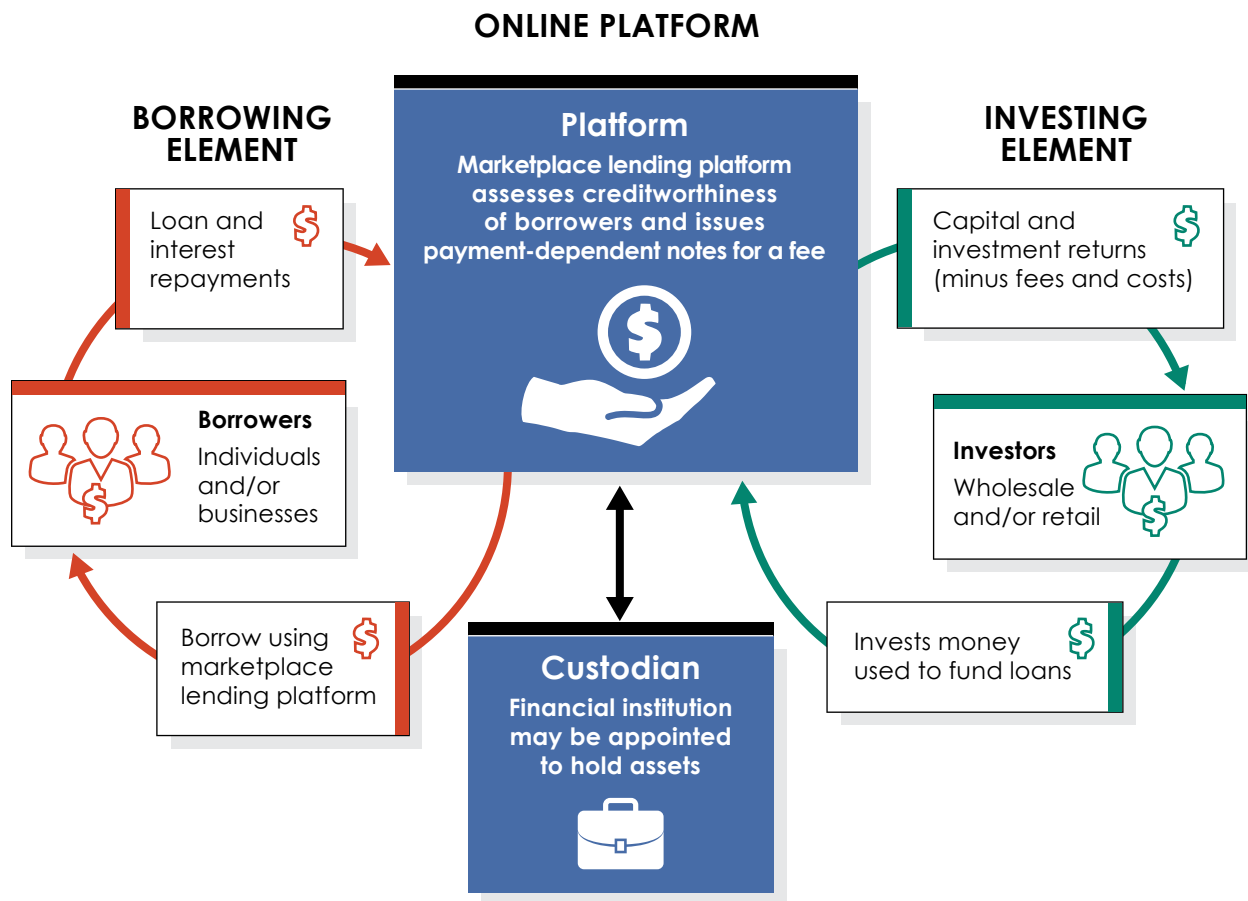 ONLINE PLATFORM
BORROWING
ELEMENT
Loan and
interest
repayments
$
Borrowers
Individuals
and/or
businesses
$
Borrow using
marketplace
lending platform
$
Platform
Marketplace lending platform
assesses creditworthiness
of borrowers and issues
payment-dependent notes for a fee
$
Custodian
Financial institution
may be appointed
to hold assets
INVESTING
ELEMENT
Capital and
investment returns
(minus fees and costs)
$
Investors
Wholesale
and/or retail
$
Invests money
used to fund loans
$